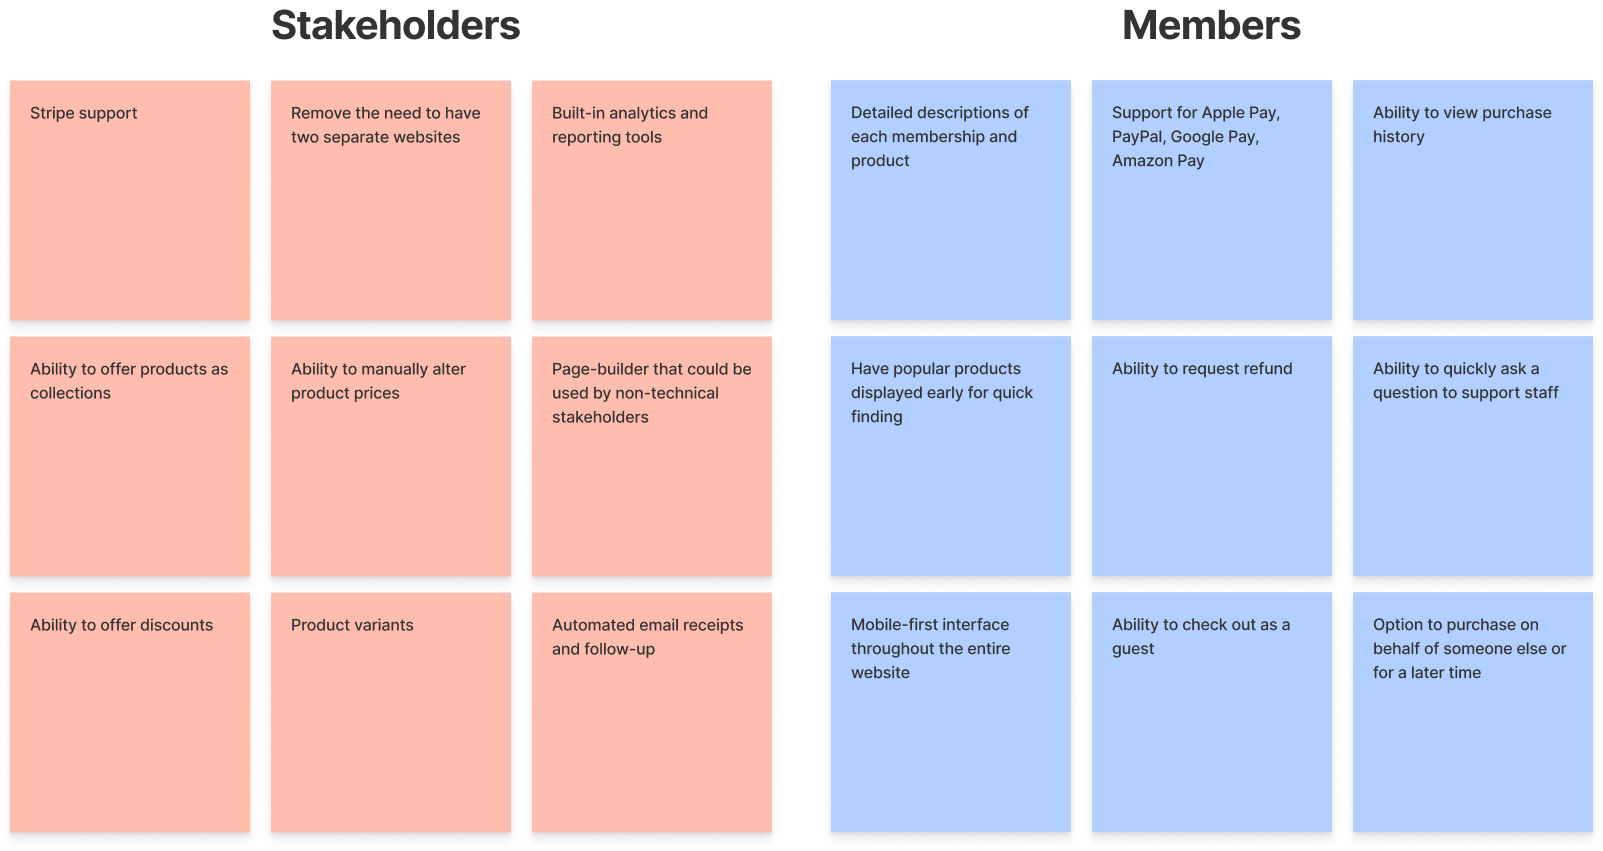 Stakeholders
Stripe support
Remove the need to have
two separate websites
Built-in analytics and
reporting tools
Ability to offer products as
collections
Ability to manually alter
product prices
Page-builder that could be
used by non-technical
stakeholders
Ability to offer discounts
Product variants
Automated email receipts
and follow-up
Members
Detailed descriptions of
each membership and
product
Support for Apple Pay,
PayPal, Google Pay,
Amazon Pay
Ability to view purchase
history
Have popular products
displayed early for quick
finding
Ability to request refund
Ability to quickly ask a
question to support staff
Mobile-first interface
throughout the entire
website
Ability to check out as a
guest
Option to purchase on
behalf of someone else or
for a later time